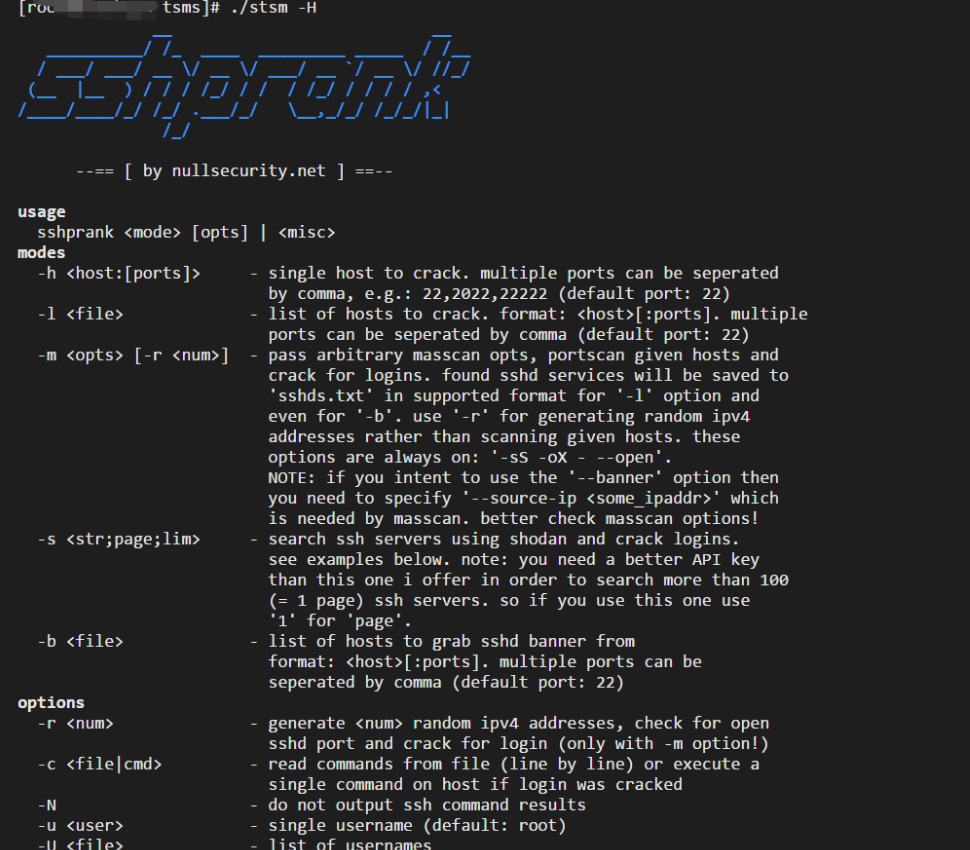 [roo tsms]# ./stsm -H
sshprank
--== [ by nullsecurity.net ] ==--
usage
sshprank <mode> [opts] | <misc>
modes
-h <host:[ports]> - single host to crack. multiple ports can be seperated
by comma, e.g.: 22,2022,22222 (default port: 22)
-l <file> - list of hosts to crack. format: <host>[:ports]. multiple
ports can be seperated by comma (default port: 22)
-m <opts> [-r <num>] - pass arbitrary masscan opts, portscan given hosts and
crack for logins. found sshd services will be saved to
'sshds.txt' in supported format for '-l' option and
even for '-b'. use '-r' for generating random ipv4
addresses rather than scanning given hosts. these
options are always on: '-sS -oX - --open'.
NOTE: if you intent to use the '--banner' option then
you need to specify '--source-ip <some_ipaddr>' which
is needed by masscan. better check masscan options!
-s <str;page;lim> - search ssh servers using shodan and crack logins.
see examples below. note: you need a better API key
than this one i offer in order to search more than 100
(= 1 page) ssh servers. so if you use this one use
'1' for 'page'.
-b <file> - list of hosts to grab sshd banner from
format: <host>[:ports]. multiple ports can be
seperated by comma (default port: 22)
options
-r <num> - generate <num> random ipv4 addresses, check for open
sshd port and crack for login (only with -m option!)
-c <file|cmd> - read commands from file (line by line) or execute a
single command on host if login was cracked
-N - do not output ssh command results
-u <user> - single username (default: root)
-U <file> - list of usernames